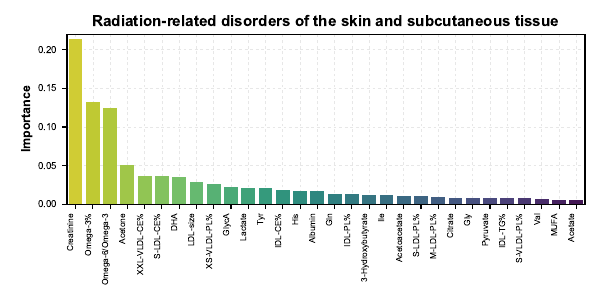 Radiation-related disorders of the skin and subcutaneous tissue
Importance
0.20
0.15
0.10
0.05
0.00
Creatinine
Omega-3%
Omega-6/Omega-3
Acetone
XXL-VLDL-CE%
S-LDL-CE%
DHA
LDL-size
XS-VLDL-PL%
GlycA
Lactate
Tyr
IDL-CE%
His
Albumin
Gln
IDL-PL%
3-Hydroxybutyrate
Ile
Acetoacetate
S-LDL-PL%
M-LDL-PL%
Citrate
Gly
Pyruvate
IDL-TG%
S-VLDL-PL%
Val
MUFA
Acetate